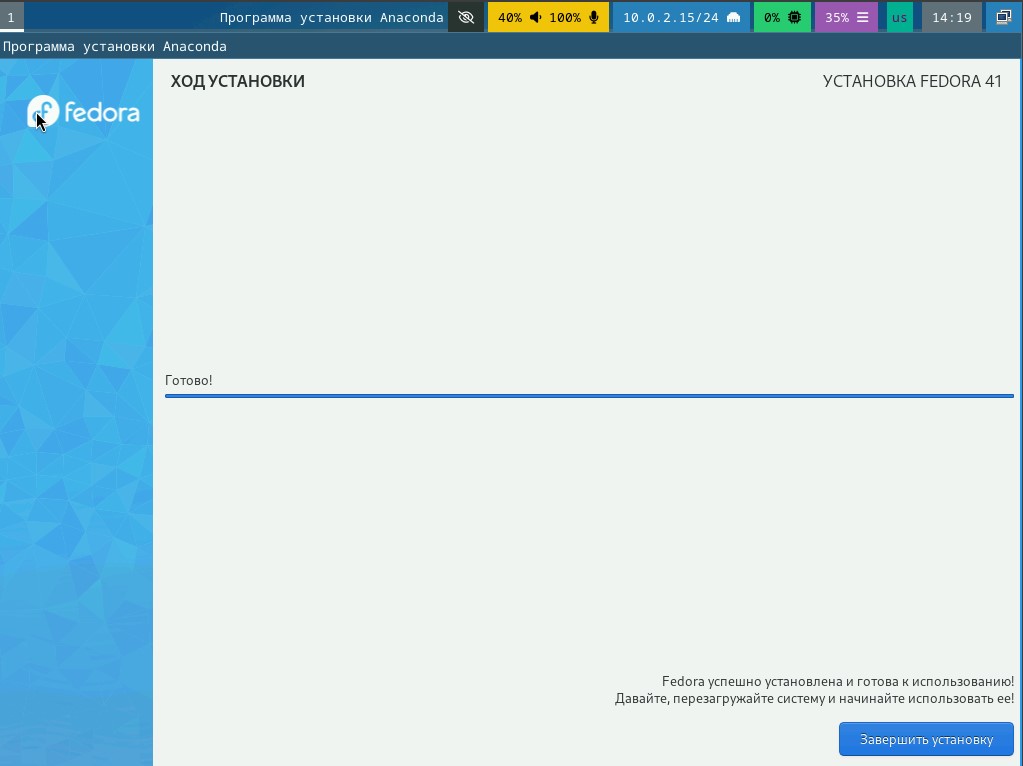 1 Программа установки Anaconda 40% 100% 10.0.2.15/24 0% 35% us 14:19
Программа установки Anaconda
fedora
ХОД УСТАНОВКИ
УСТАНОВКА FEDORA 41
Готово!
Fedora успешно установлена и готова к использованию!
Давайте, перезагружайте систему и начинайте использовать ее!
Завершить установку